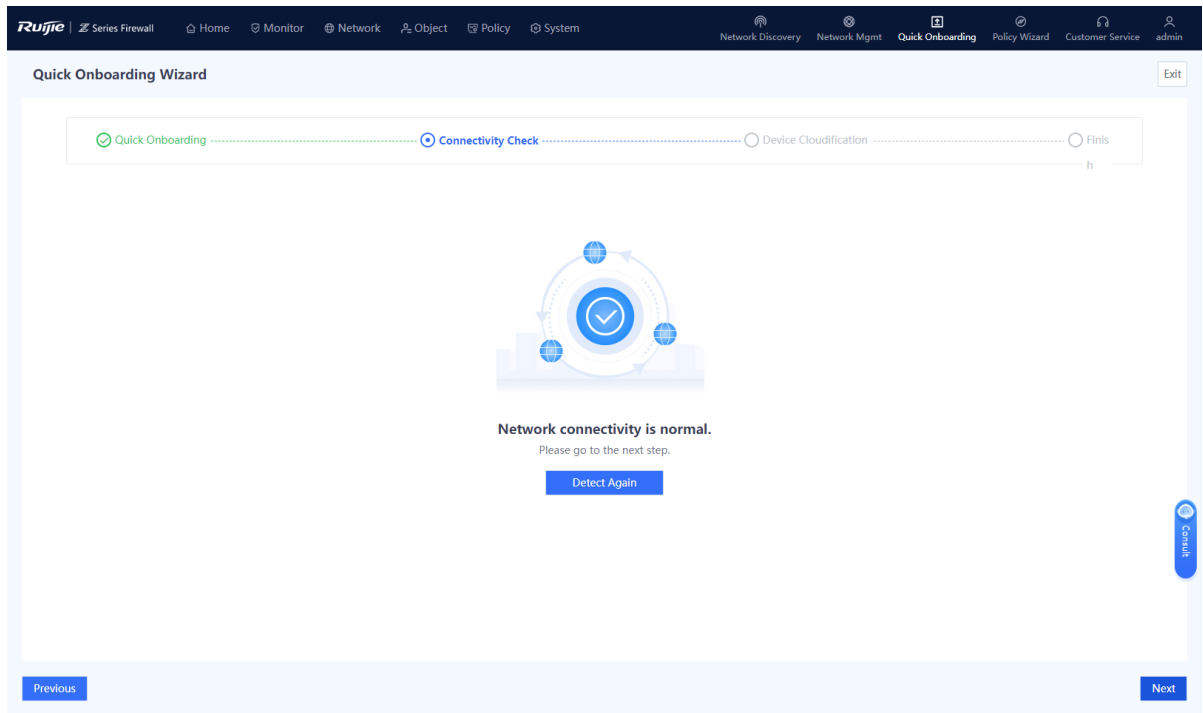 Ruijie | Z Series Firewall Home Monitor Network Object Policy System Network Discovery Network Mgmt Quick Onboarding Policy Wizard Customer Service admin
Quick Onboarding Wizard Exit
Quick Onboarding Connectivity Check Device Cloudification Finis
h
Network connectivity is normal.
Please go to the next step.
Detect Again
Consult
Previous Next